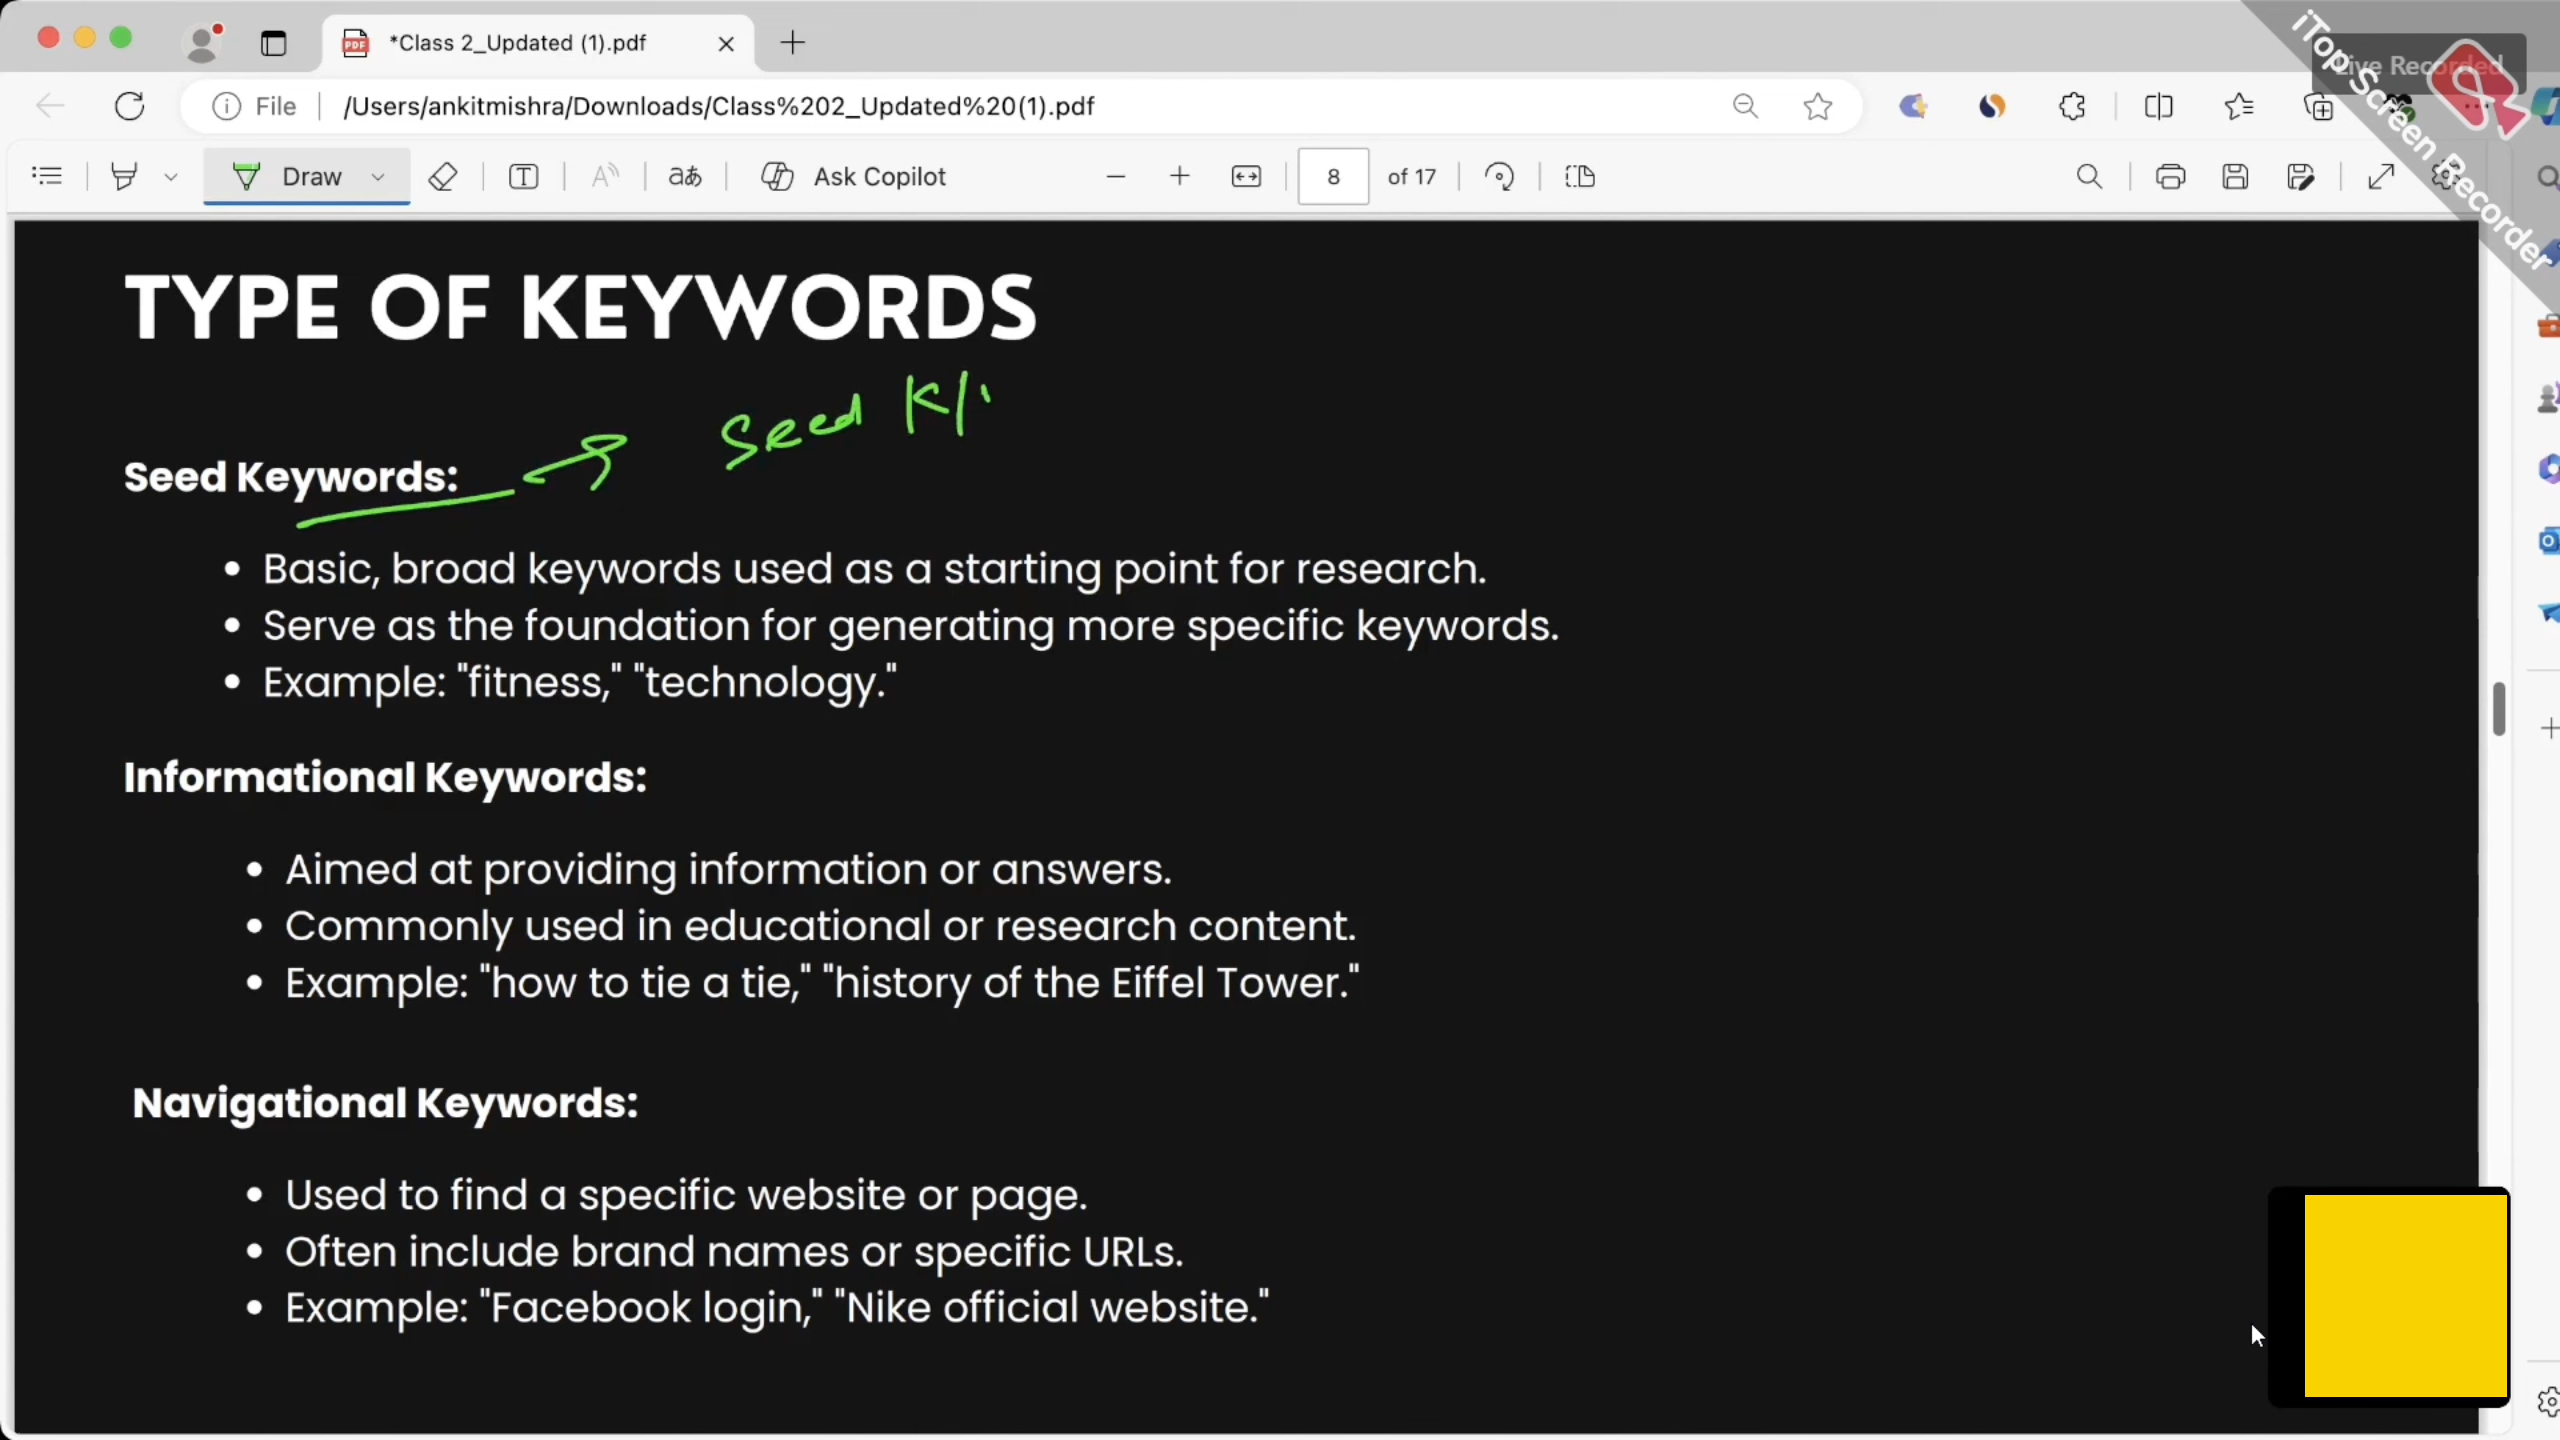 *Class 2_Updated (1).pdf
File /Users/ankitmishra/Downloads/Class%202_Updated%20(1).pdf
Draw Ask Copilot 8 of 17
iTop Screen Recorder
Live Recorded
TYPE OF KEYWORDS
Seed K/
Seed Keywords:
• Basic, broad keywords used as a starting point for research.
• Serve as the foundation for generating more specific keywords.
• Example: "fitness," "technology."
Informational Keywords:
• Aimed at providing information or answers.
• Commonly used in educational or research content.
• Example: "how to tie a tie," "history of the Eiffel Tower."
Navigational Keywords:
• Used to find a specific website or page.
• Often include brand names or specific URLs.
• Example: "Facebook login," "Nike official website."